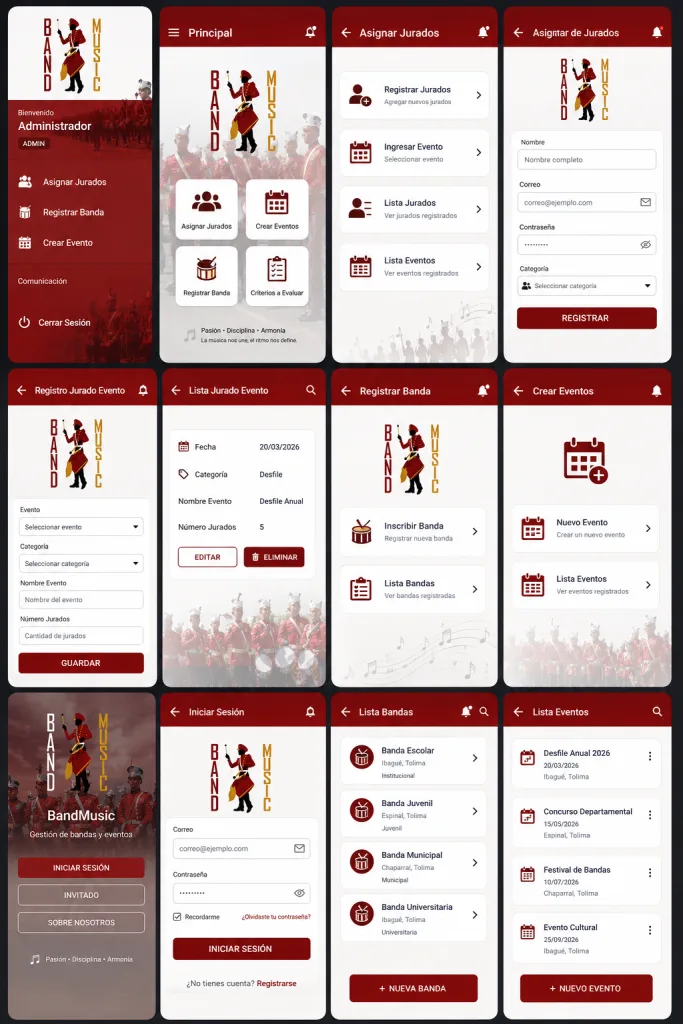 BAND MUSIC
Bienvenido
Administrador
ADMIN
Asignar Jurados
Registrar Banda
Crear Evento
Comunicación
Cerrar Sesión
Principal
BAND MUSIC
Asignar Jurados
Crear Eventos
Registrar Banda
Criterios a Evaluar
Pasión • Disciplina • Armonía
La música nos une, el ritmo nos define.
Asignar Jurados
Registrar Jurados
Agregar nuevos jurados
Ingresar Evento
Seleccionar evento
Lista Jurados
Ver jurados registrados
Lista Eventos
Ver eventos registrados
Asigntar de Jurados
BAND MUSIC
Nombre
Nombre completo
Correo
correo@ejemplo.com
Contraseña
Categoría
Seleccionar categoría
REGISTRAR
Registro Jurado Evento
BAND MUSIC
Evento
Seleccionar evento
Categoría
Seleccionar categoría
Nombre Evento
Nombre del evento
Número Jurados
Cantidad de jurados
GUARDAR
Lista Jurado Evento
Fecha 20/03/2026
Categoría Desfile
Nombre Evento Desfile Anual
Número Jurados 5
EDITAR ELIMINAR
Registrar Banda
BAND MUSIC
Inscribir Banda
Registrar nueva banda
Lista Bandas
Ver bandas registradas
Crear Eventos
Nuevo Evento
Crear un nuevo evento
Lista Eventos
Ver eventos registrados
BAND MUSIC
BandMusic
Gestión de bandas y eventos
INICIAR SESIÓN
INVITADO
SOBRE NOSOTROS
Pasión • Disciplina • Armonía
Iniciar Sesión
BAND MUSIC
Correo
correo@ejemplo.com
Contraseña
Recordarme ¿Olvidaste tu contraseña?
INICIAR SESIÓN
¿No tienes cuenta? Registrarse
Lista Bandas
Banda Escolar
Ibagué, Tolima
Institucional
Banda Juvenil
Espinal, Tolima
Juvenil
Banda Municipal
Chaparral, Tolima
Municipal
Banda Universitaria
Ibagué, Tolima
Universitaria
+ NUEVA BANDA
Lista Eventos
Desfile Anual 2026
20/03/2026
Ibagué, Tolima
Concurso Departamental
15/05/2026
Espinal, Tolima
Festival de Bandas
10/07/2026
Chaparral, Tolima
Evento Cultural
25/09/2026
Ibagué, Tolima
+ NUEVO EVENTO